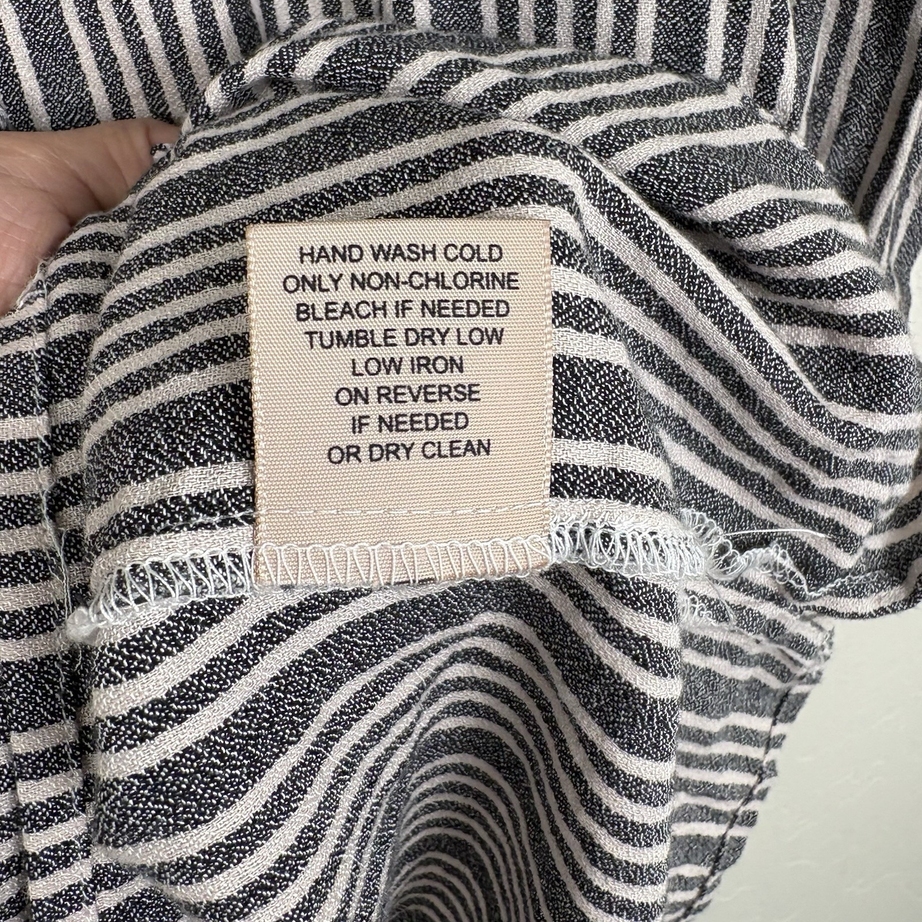 HAND WASH COLD
ONLY NON-CHLORINE
BLEACH IF NEEDED
TUMBLE DRY LOW
LOW IRON
ON REVERSE
IF NEEDED
OR DRY CLEAN